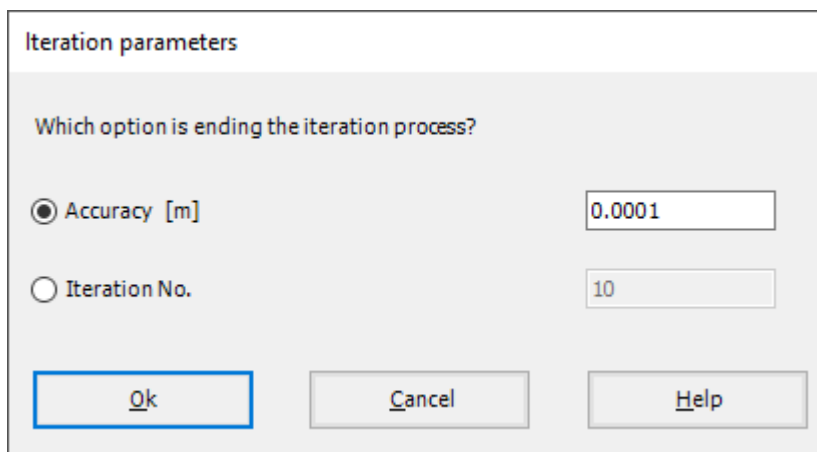 Iteration parameters
Which option is ending the iteration process?
Accuracy [m]
0.0001
Iteration No.
10
Ok
Cancel
Help